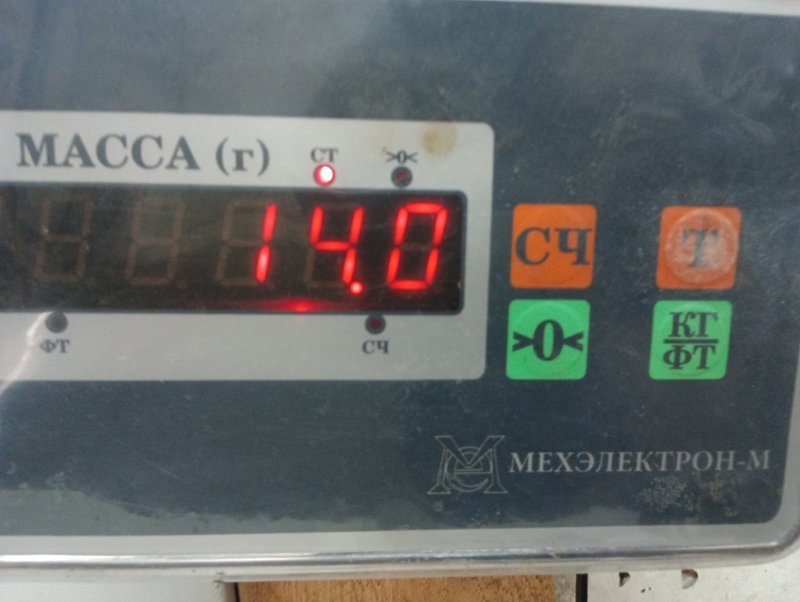 МАССА (г)
СТ
>0<
14.0
ФТ
СЧ
СЧ
Т
>0<
КГ
ФТ
МЕХЭЛЕКТРОН-М